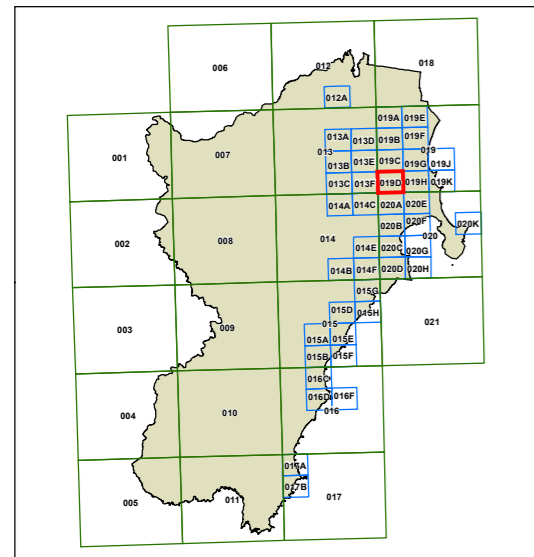 006 012 018
012A
019A 019E
001 007 013A 013D 019B 019F
013 019
013B 013E 019C 019G 019J
013C 013F 019D 019H 019K
014A 014C 020A 020E
002 008 014 020B 020F 020K
020
014E 020C 020G
014B 014F 020D 020H
015G
003 009 015D 015H 021
015
015A 015E
015B 015F
016C
004 010 016D 016F
016
017B
005 011 017